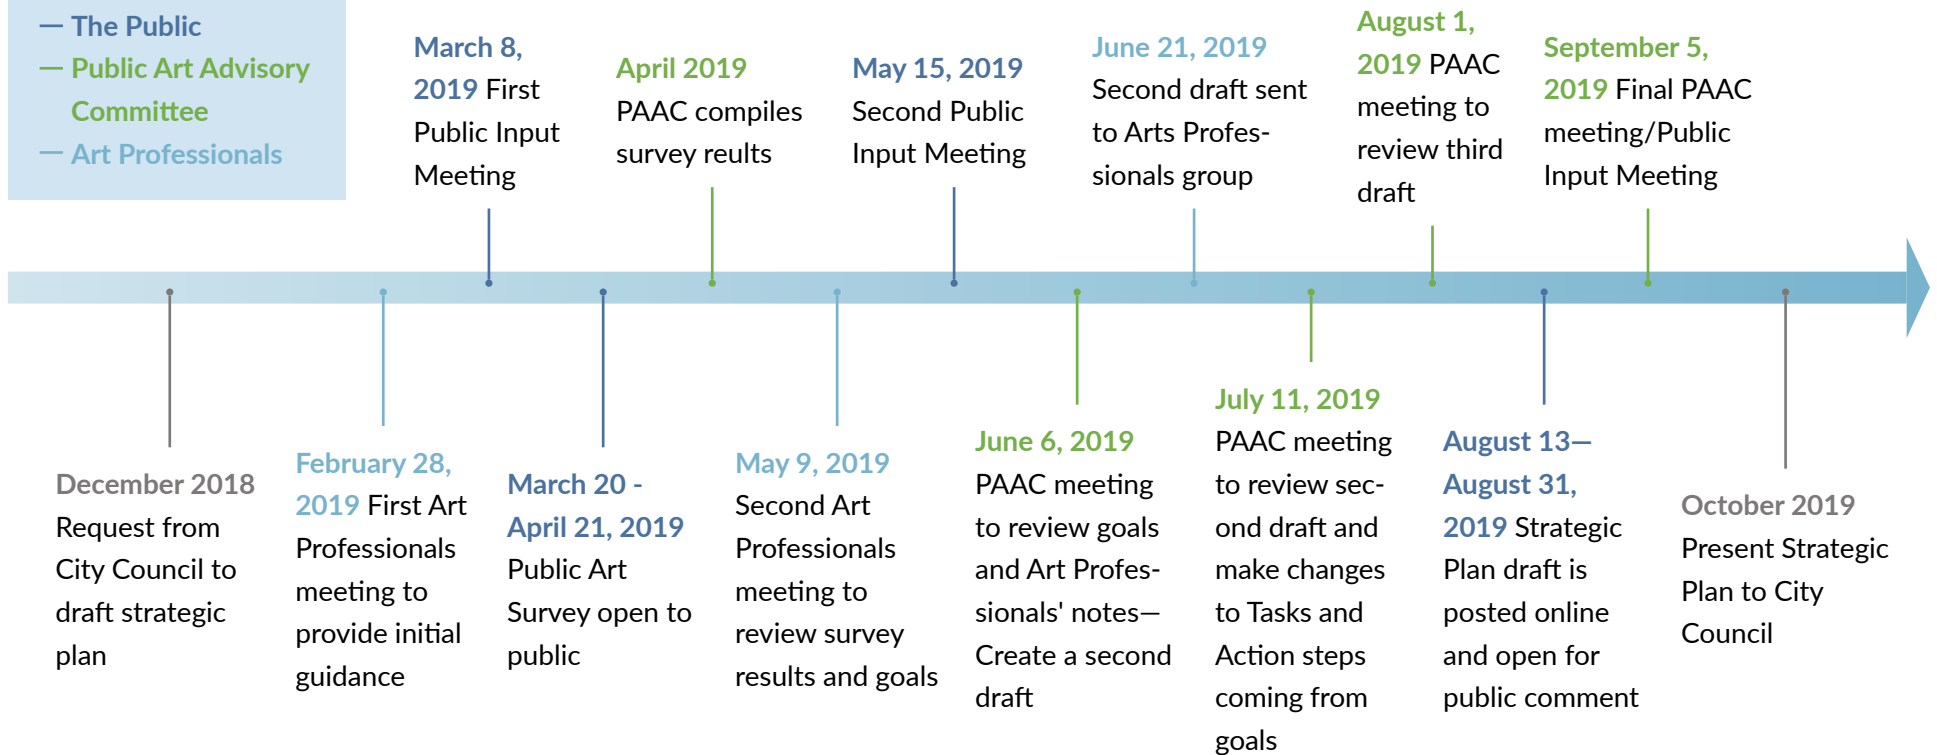 — The Public
— Public Art Advisory
Committee
— Art Professionals
March 8,
2019 First
Public Input
Meeting
April 2019
PAAC compiles
survey reults
May 15, 2019
Second Public
Input Meeting
June 21, 2019
Second draft sent
to Arts Profes-
sionals group
August 1,
2019 PAAC
meeting to
review third
draft
September 5,
2019 Final PAAC
meeting/Public
Input Meeting
December 2018
Request from
City Council to
draft strategic
plan
February 28,
2019 First Art
Professionals
meeting to
provide initial
guidance
March 20 -
April 21, 2019
Public Art
Survey open to
public
May 9, 2019
Second Art
Professionals
meeting to
review survey
results and goals
June 6, 2019
PAAC meeting
to review goals
and Art Profes-
sionals' notes—
Create a second
draft
July 11, 2019
PAAC meeting
to review sec-
ond draft and
make changes
to Tasks and
Action steps
coming from
goals
August 13—
August 31,
2019 Strategic
Plan draft is
posted online
and open for
public comment
October 2019
Present Strategic
Plan to City
Council